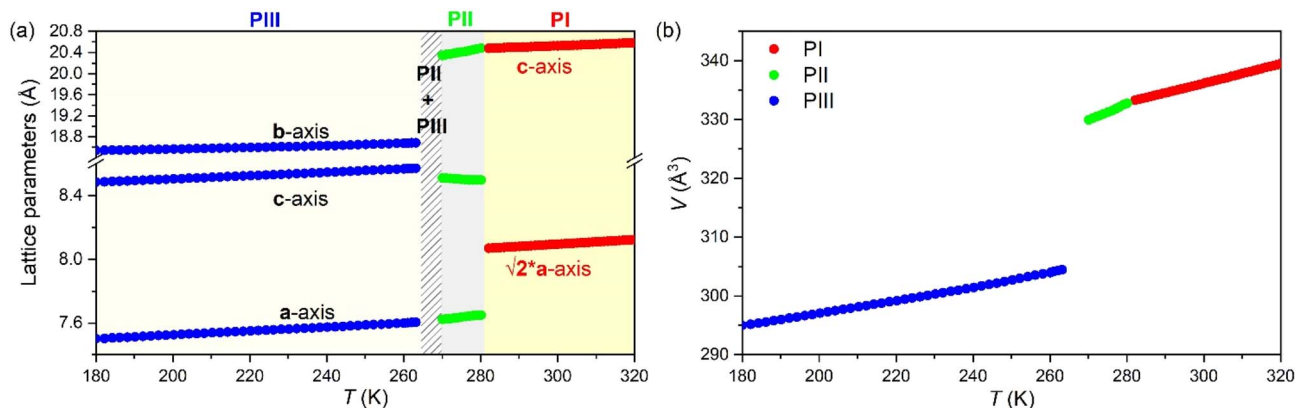 (a)
PIII PII PI
Lattice parameters (Å)
20.8
20.4
20.0
19.6
19.2
18.8
8.4
8.0
7.6
b-axis
c-axis
a-axis
PII
+
PIII
c-axis
√2*a-axis
180 200 220 240 260 280 300 320
T (K)
(b)
PI
PII
PIII
V (Å³)
340
330
320
305
300
295
290
180 200 220 240 260 280 300 320
T (K)